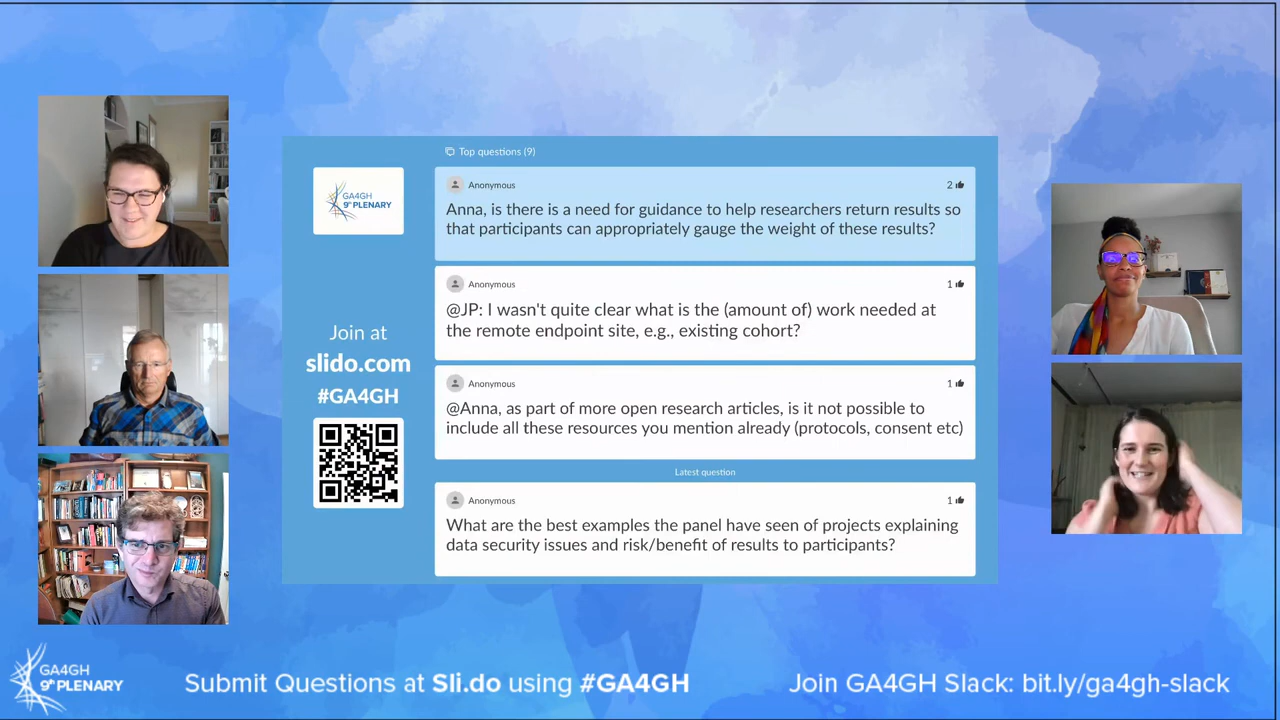 Top questions (9)
GA4GH
9th PLENARY
Join at
slido.com
#GA4GH
Anonymous
2
Anna, is there is a need for guidance to help researchers return results so
that participants can appropriately gauge the weight of these results?
Anonymous
1
@JP: I wasn't quite clear what is the (amount of) work needed at
the remote endpoint site, e.g., existing cohort?
Anonymous
1
@Anna, as part of more open research articles, is it not possible to
include all these resources you mention already (protocols, consent etc)
Latest question
Anonymous
1
What are the best examples the panel have seen of projects explaining
data security issues and risk/benefit of results to participants?
GA4GH
9th PLENARY
Submit Questions at Sli.do using #GA4GH
Join GA4GH Slack: bit.ly/ga4gh-slack